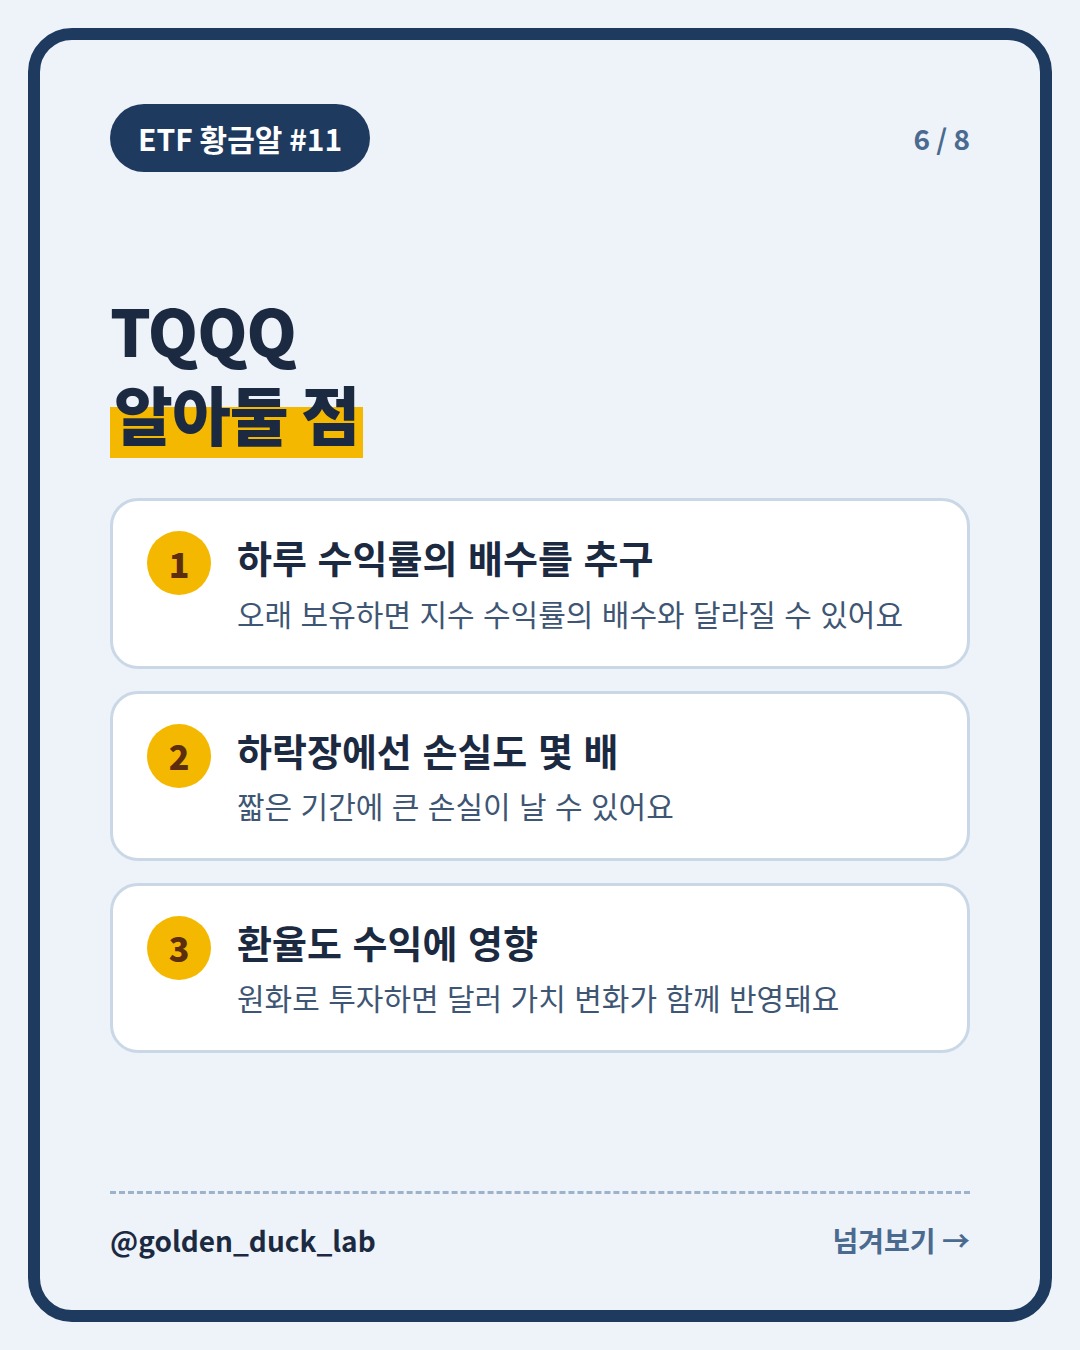 ETF 황금알 #11
6 / 8
TQQQ
알아둘 점
1
하루 수익률의 배수를 추구
오래 보유하면 지수 수익률의 배수와 달라질 수 있어요
2
하락장에선 손실도 몇 배
짧은 기간에 큰 손실이 날 수 있어요
3
환율도 수익에 영향
원화로 투자하면 달러 가치 변화가 함께 반영돼요
@golden_duck_lab
넘겨보기 →